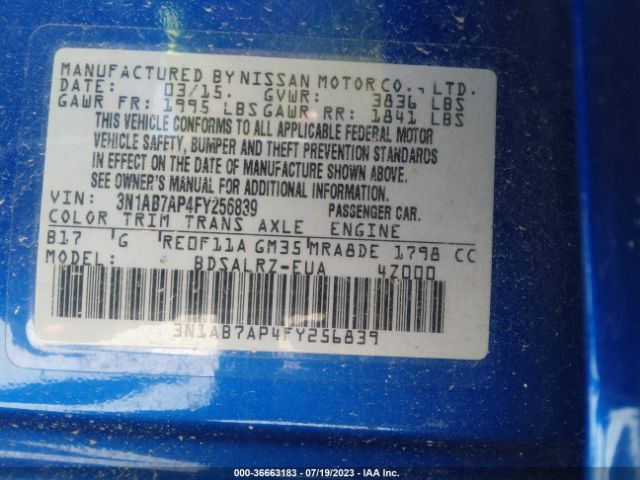 MANUFACTURED BY NISSAN MOTOR CO., LTD.
DATE: 03/15. GVWR: 3836 LBS
GAWR FR: 1995 LBS GAWR RR: 1841 LBS
THIS VEHICLE CONFORMS TO ALL APPLICABLE FEDERAL MOTOR
VEHICLE SAFETY, BUMPER AND THEFT PREVENTION STANDARDS
IN EFFECT ON THE DATE OF MANUFACTURE SHOWN ABOVE.
SEE OWNER'S MANUAL FOR ADDITIONAL INFORMATION.
VIN: 3N1AB7AP4FY256839 PASSENGER CAR.
COLOR TRIM TRANS AXLE ENGINE
B17 G RE0F11A GM35 MRA8DE 1798 CC
MODEL: BDSALRZ-EUA 4Z000
3N1AB7AP4FY256839
000-36663183 - 07/19/2023 - IAA Inc.